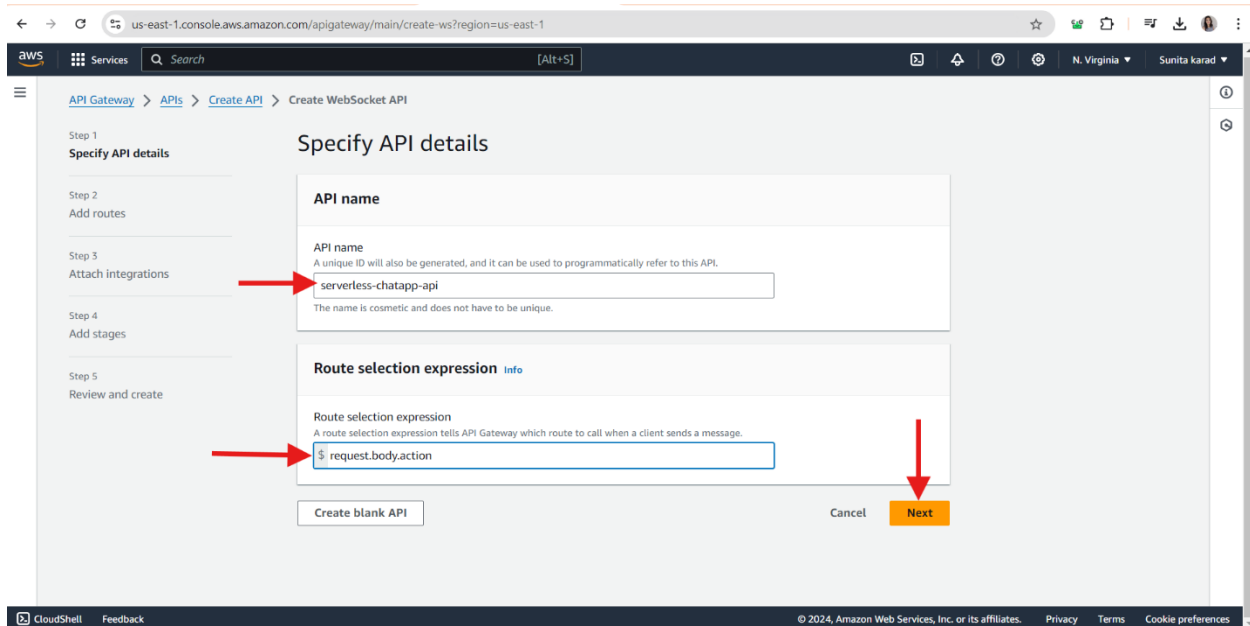 us-east-1.console.aws.amazon.com/apigateway/main/create-ws?region=us-east-1
aws Services Search [Alt+S] N. Virginia ▼ Sunita karad ▼
API Gateway > APIs > Create API > Create WebSocket API
Step 1
Specify API details
Step 2
Add routes
Step 3
Attach integrations
Step 4
Add stages
Step 5
Review and create
Specify API details
API name
API name
A unique ID will also be generated, and it can be used to programmatically refer to this API.
serverless-chatapp-api
The name is cosmetic and does not have to be unique.
Route selection expression Info
Route selection expression
A route selection expression tells API Gateway which route to call when a client sends a message.
$ request.body.action
Create blank API Cancel Next
CloudShell Feedback © 2024, Amazon Web Services, Inc. or its affiliates. Privacy Terms Cookie preferences